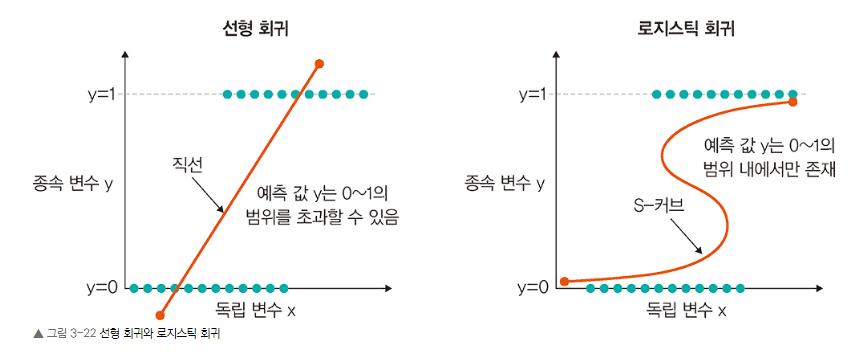 선형 회귀
y=1
직선
종속 변수 y
예측 값 y는 0~1의
범위를 초과할 수 있음
y=0
독립 변수 x
로지스틱 회귀
y=1
예측 값 y는 0~1의
범위 내에서만 존재
종속 변수 y
S-커브
y=0
독립 변수 x
▲ 그림 3-22 선형 회귀와 로지스틱 회귀